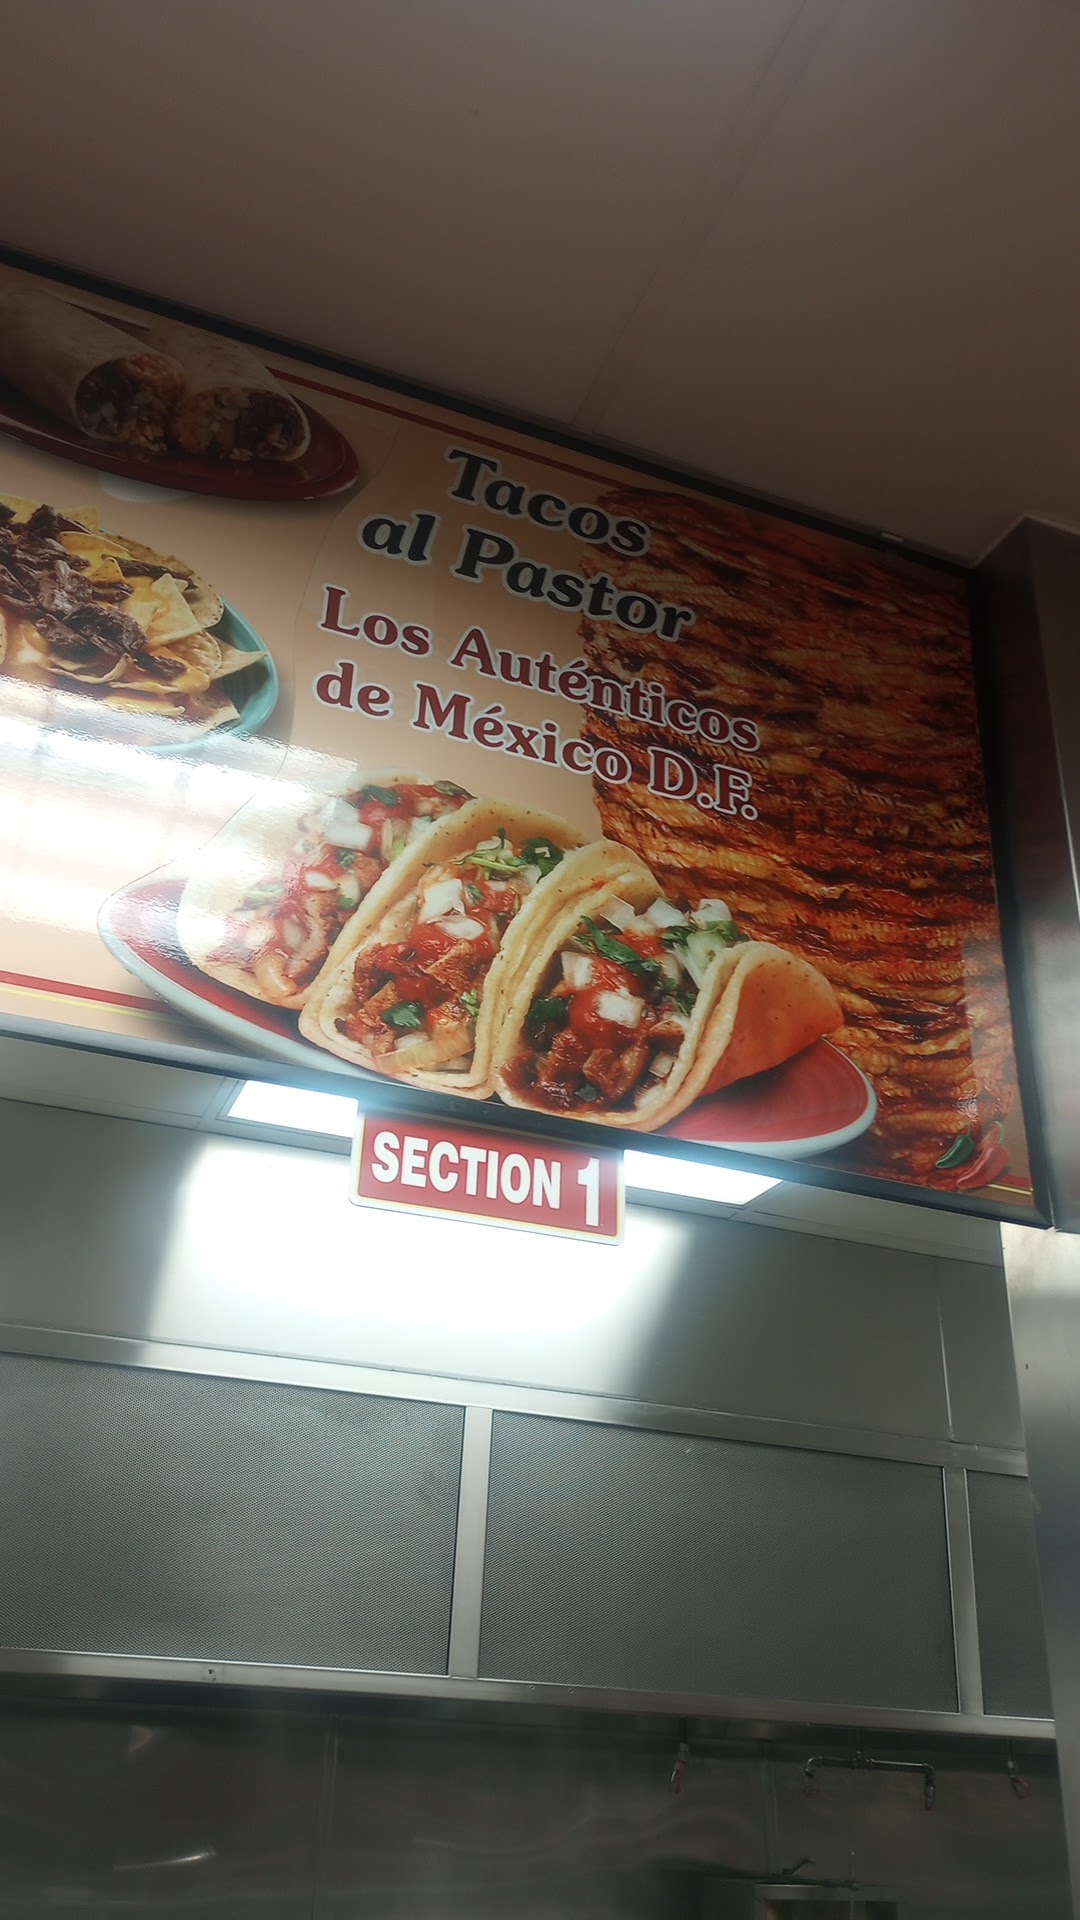 Tacos
al Pastor
Los Auténticos
de México D.F.
SECTION 1